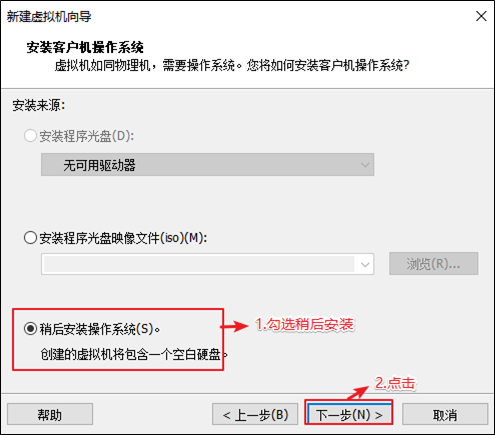 新建虚拟机向导
安装客户机操作系统
虚拟机如同物理机，需要操作系统。您将如何安装客户机操作系统?
安装来源:
安装程序光盘(D):
无可用驱动器
安装程序光盘映像文件(iso)(M):
浏览(R)...
稍后安装操作系统(S)。
1.勾选稍后安装
创建的虚拟机将包含一个空白硬盘。
2.点击
帮助
< 上一步(B)
下一步(N) >
取消